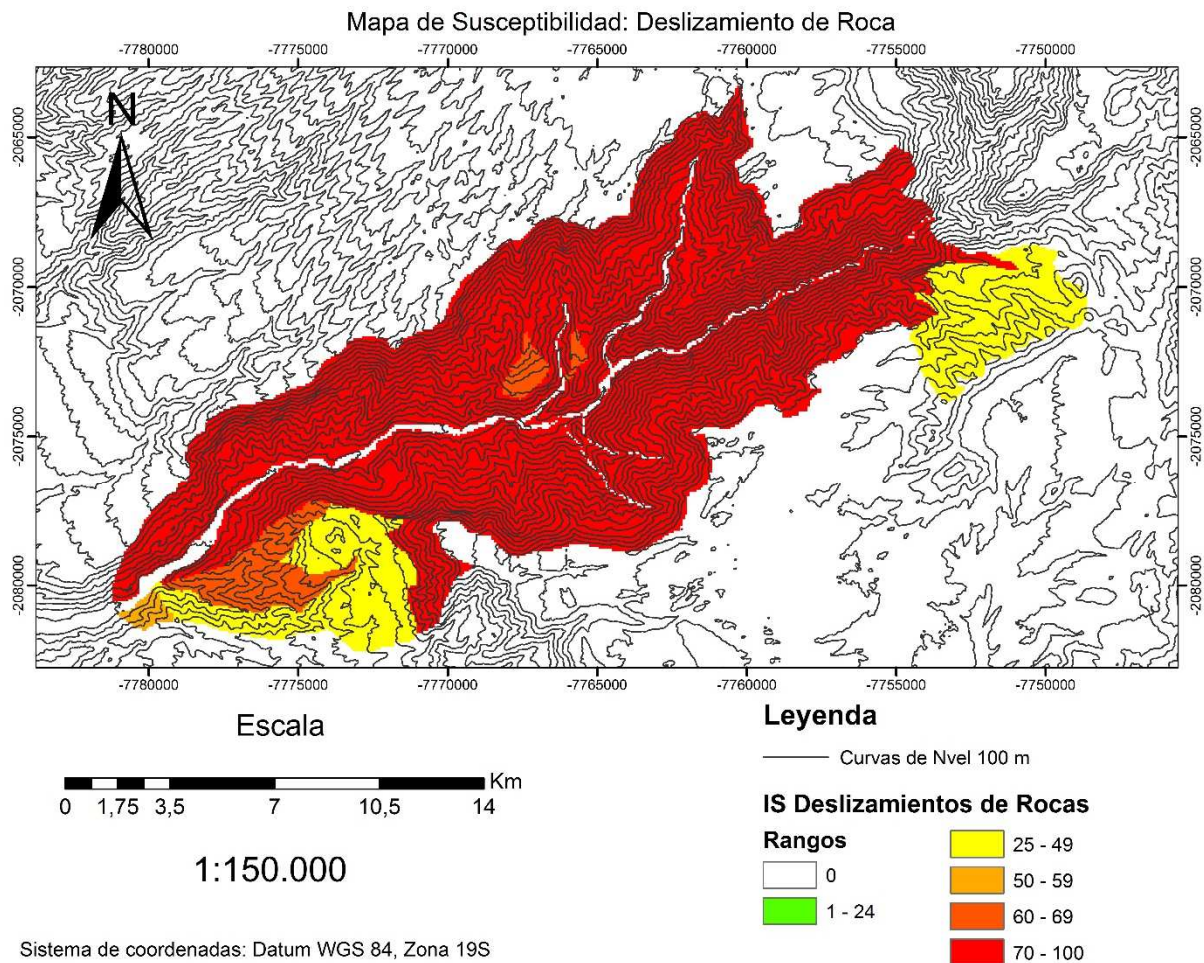 Mapa de Susceptibilidad: Deslizamiento de Roca
-7780000 -7775000 -7770000 -7765000 -7760000 -7755000 -7750000
N
2065000 2065000
2070000 2070000
2075000 2075000
2080000 2080000
-7780000 -7775000 -7770000 -7765000 -7760000 -7755000 -7750000
Escala
Km
0 1,75 3,5 7 10,5 14
1:150.000
Sistema de coordenadas: Datum WGS 84, Zona 19S
Leyenda
Curvas de Nvel 100 m
IS Deslizamientos de Rocas
Rangos
0
1 - 24
25 - 49
50 - 59
60 - 69
70 - 100